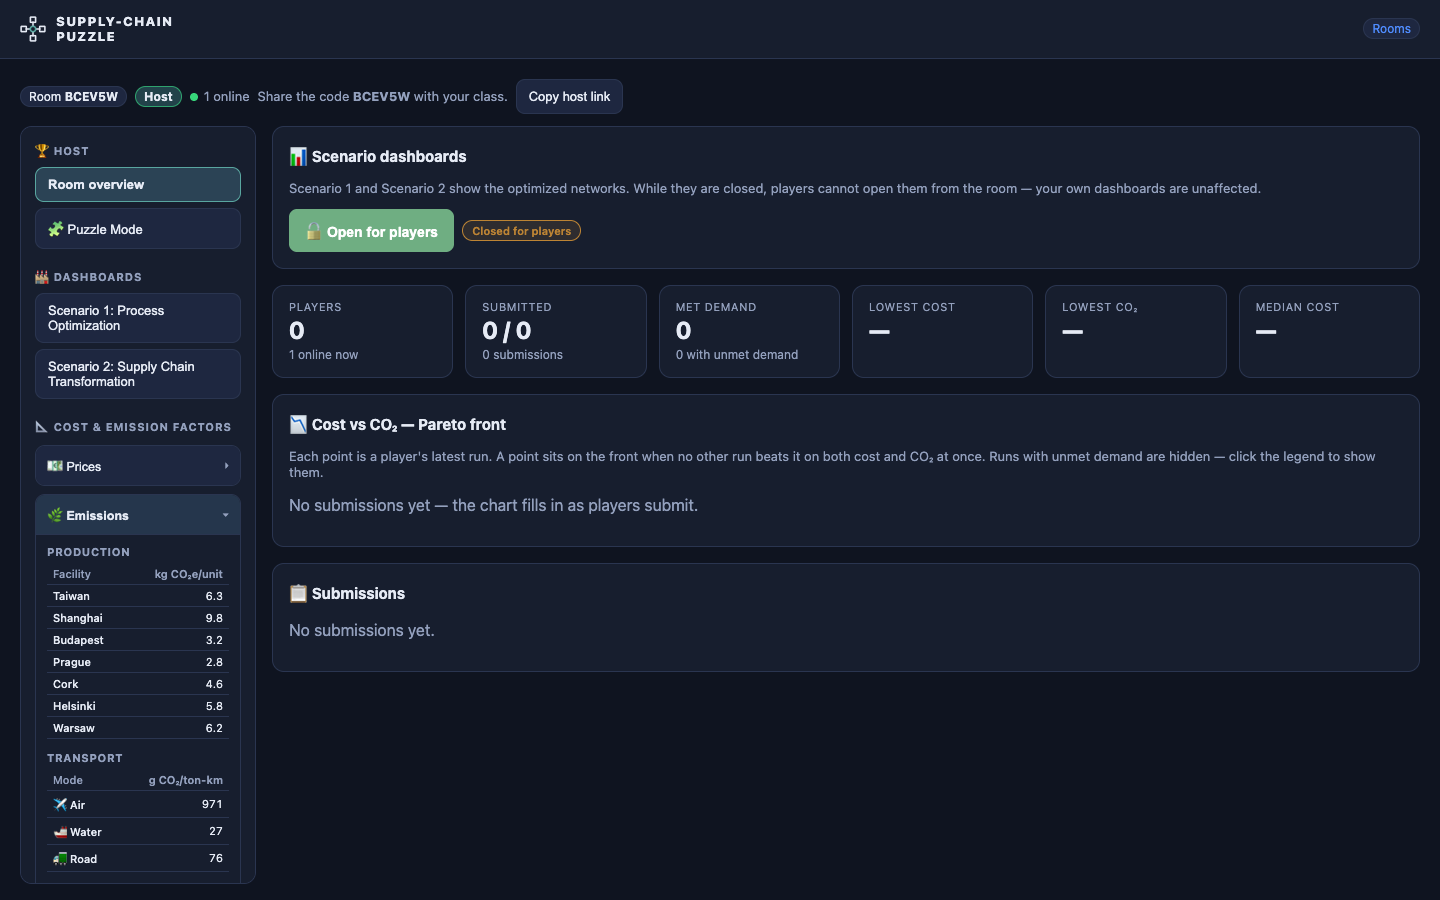 SUPPLY-CHAIN
PUZZLE
Rooms
Room BCEV5W
Host
1 online
Share the code BCEV5W with your class.
Copy host link
HOST
Room overview
Puzzle Mode
DASHBOARDS
Scenario 1: Process
Optimization
Scenario 2: Supply Chain
Transformation
COST & EMISSION FACTORS
Prices
Emissions
PRODUCTION
Facility kg CO₂e/unit
Taiwan 6.3
Shanghai 9.8
Budapest 3.2
Prague 2.8
Cork 4.6
Helsinki 5.8
Warsaw 6.2
TRANSPORT
Mode g CO₂/ton-km
Air 971
Water 27
Road 76
Scenario dashboards
Scenario 1 and Scenario 2 show the optimized networks. While they are closed, players cannot open them from the room — your own dashboards are unaffected.
Open for players
Closed for players
PLAYERS
0
1 online now
SUBMITTED
0 / 0
0 submissions
MET DEMAND
0
0 with unmet demand
LOWEST COST
—
LOWEST CO₂
—
MEDIAN COST
—
Cost vs CO₂ — Pareto front
Each point is a player's latest run. A point sits on the front when no other run beats it on both cost and CO₂ at once. Runs with unmet demand are hidden — click the legend to show
them.
No submissions yet — the chart fills in as players submit.
Submissions
No submissions yet.